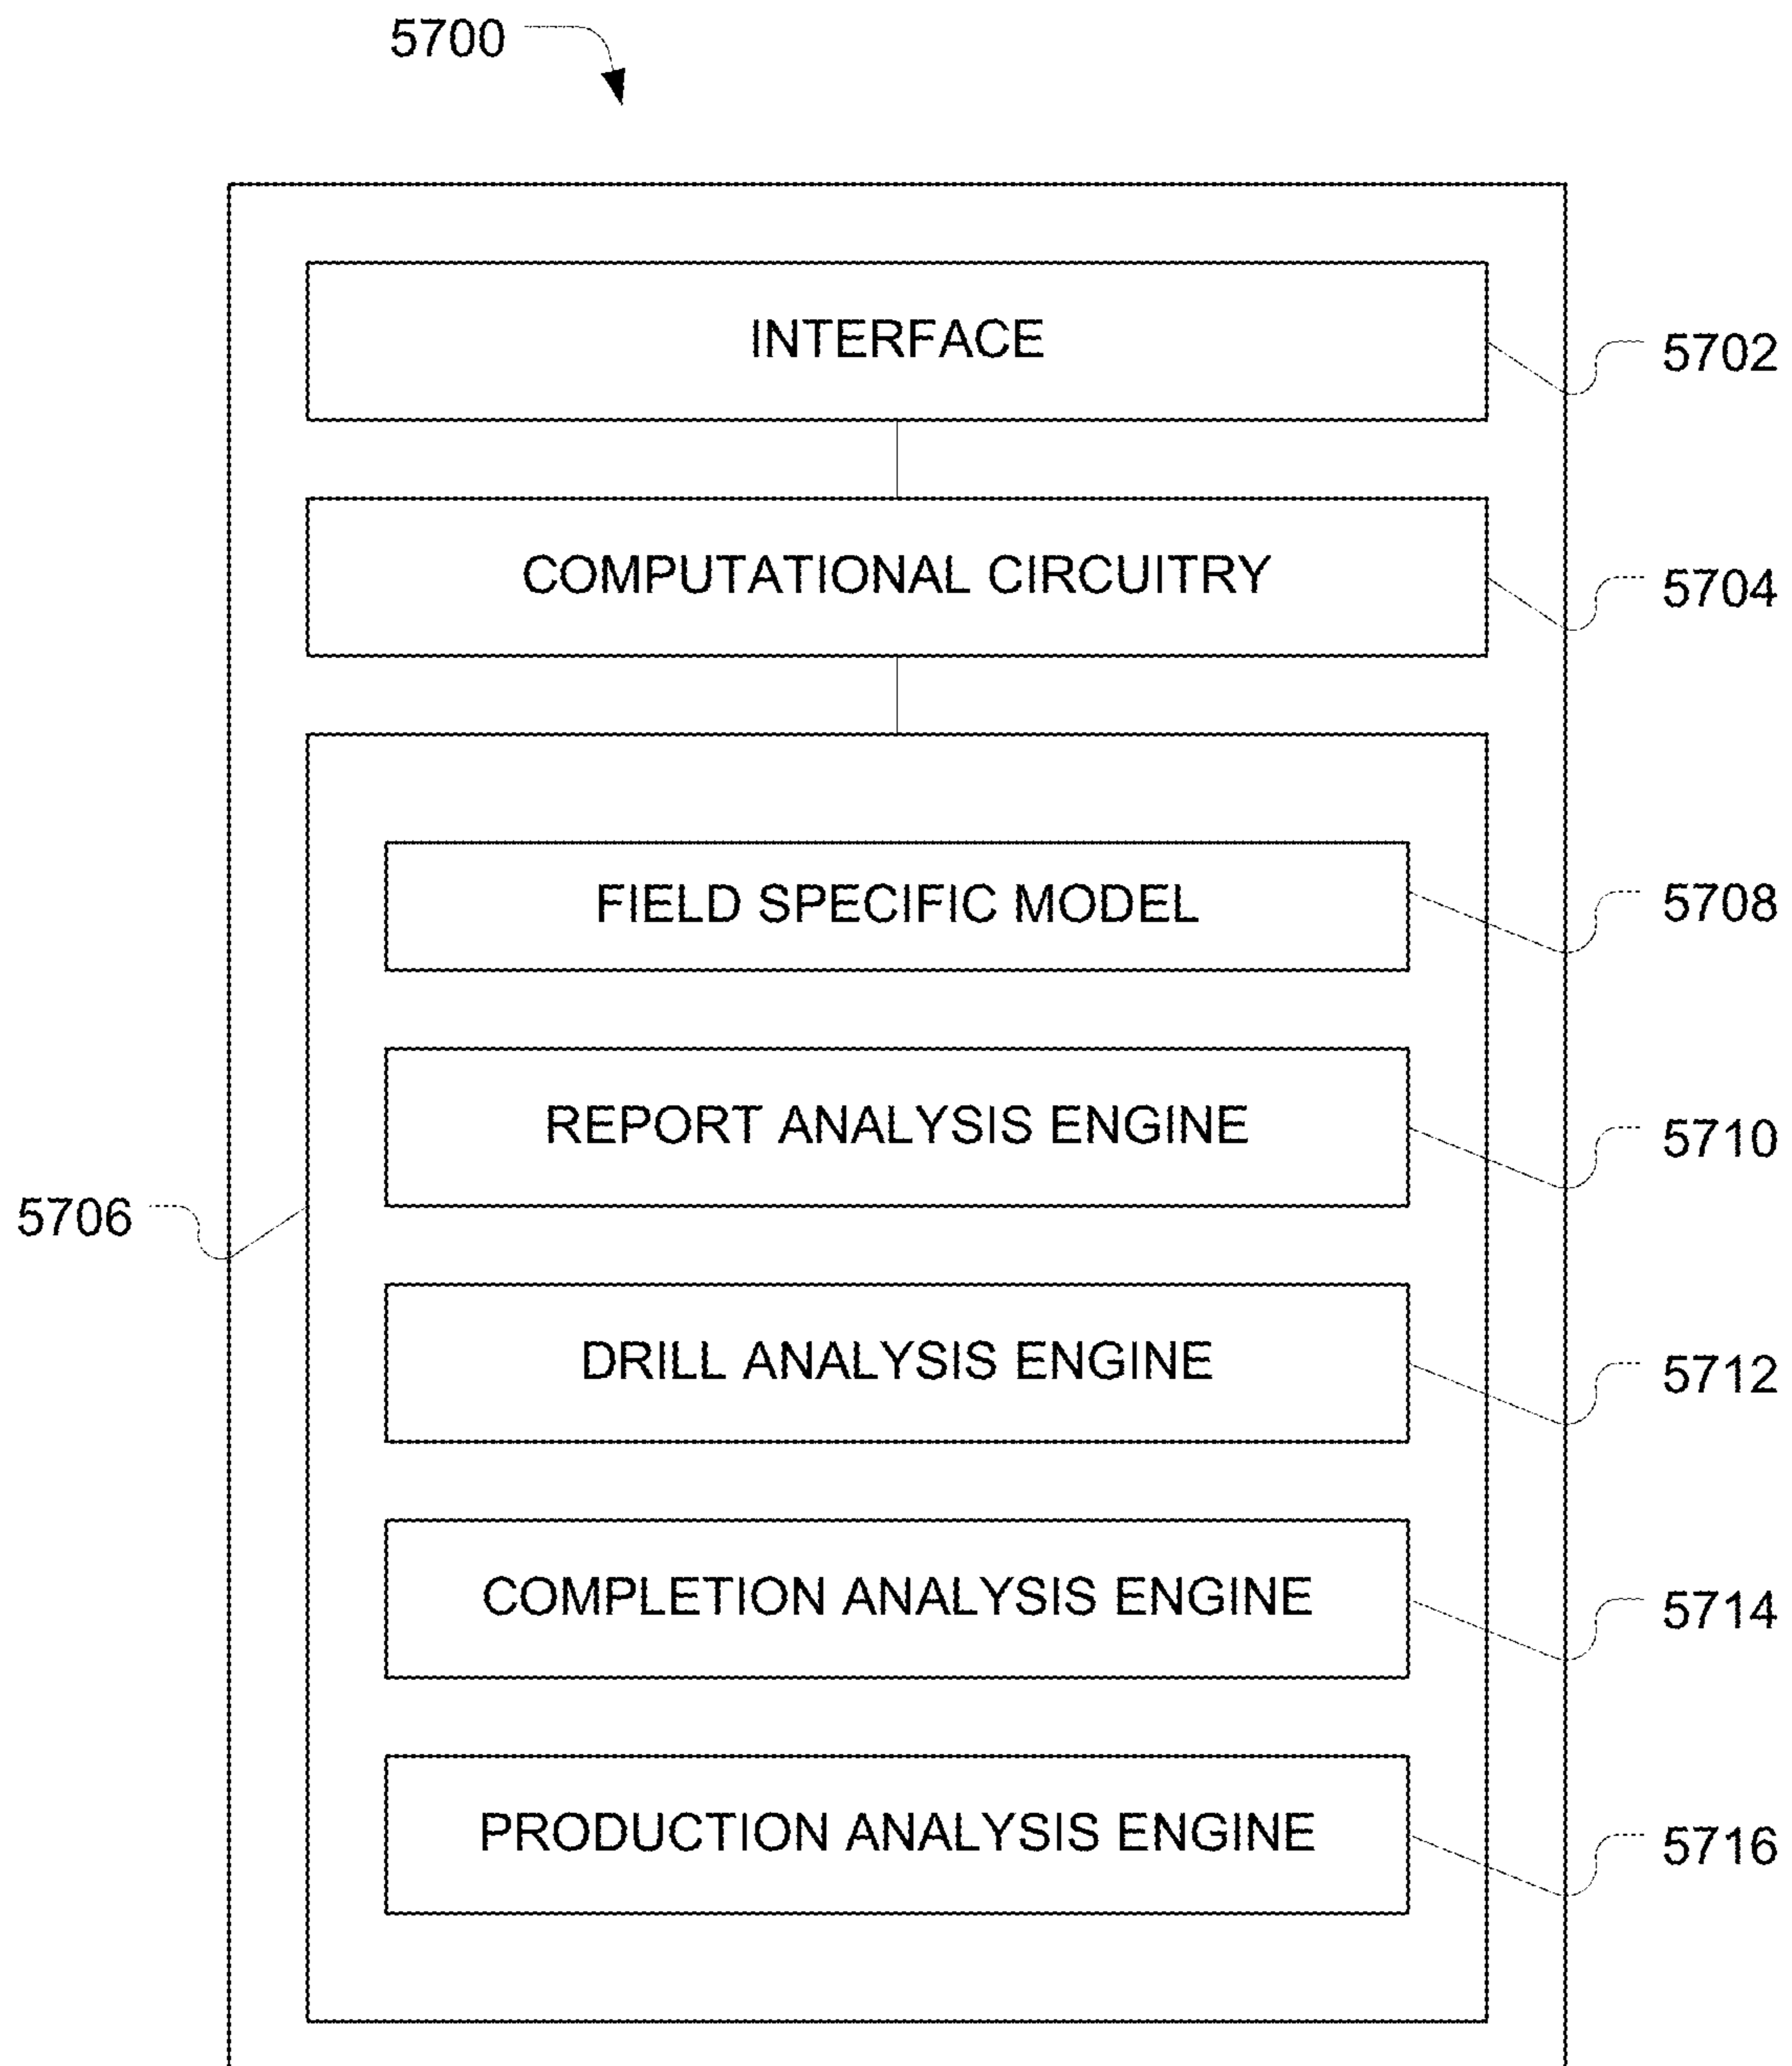 5700
INTERFACE
5702
COMPUTATIONAL CIRCUITRY
5704
FIELD SPECIFIC MODEL
5708
REPORT ANALYSIS ENGINE
5710
5706
DRILL ANALYSIS ENGINE
5712
COMPLETION ANALYSIS ENGINE
5714
PRODUCTION ANALYSIS ENGINE
5716